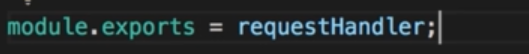 module.exports = requestHandler;